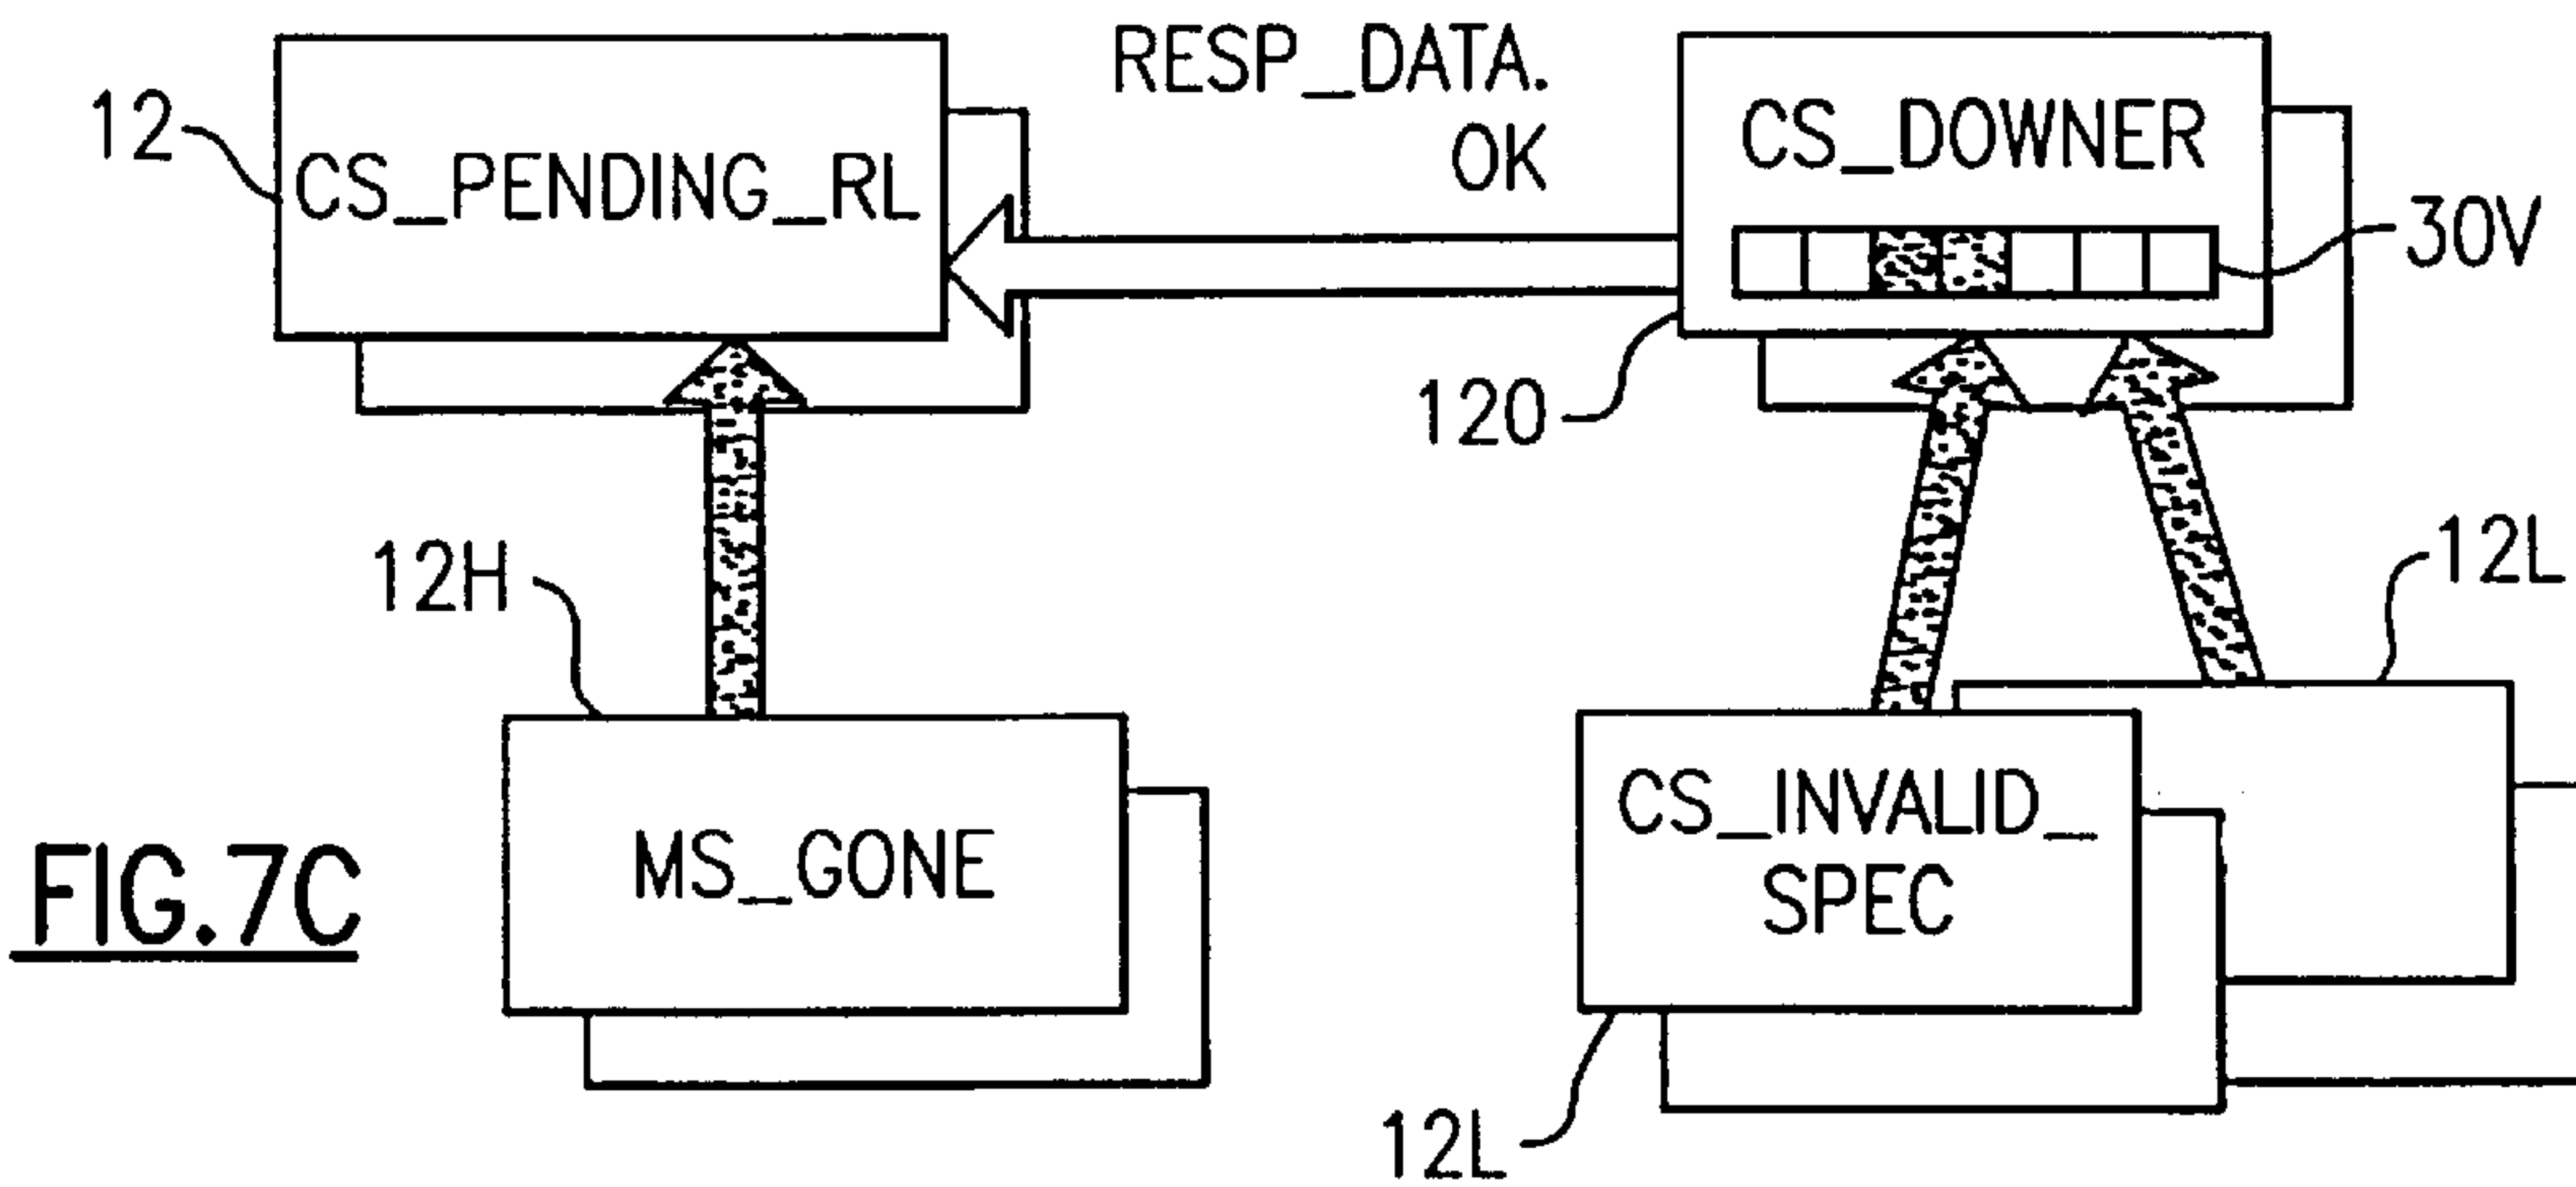 12
CS_PENDING_RL
RESP_DATA.
OK
CS_DOWNER
30V
120
12H
12L
MS_GONE
CS_INVALID_
SPEC
12L
FIG.7C